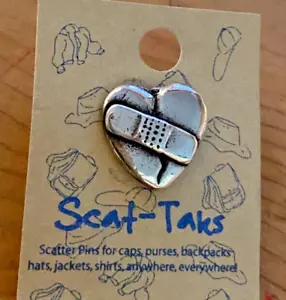 Scat-Taks
Scatter Pins for caps, purses, backpacks
hats, jackets, shirts, anywhere, everywhere!